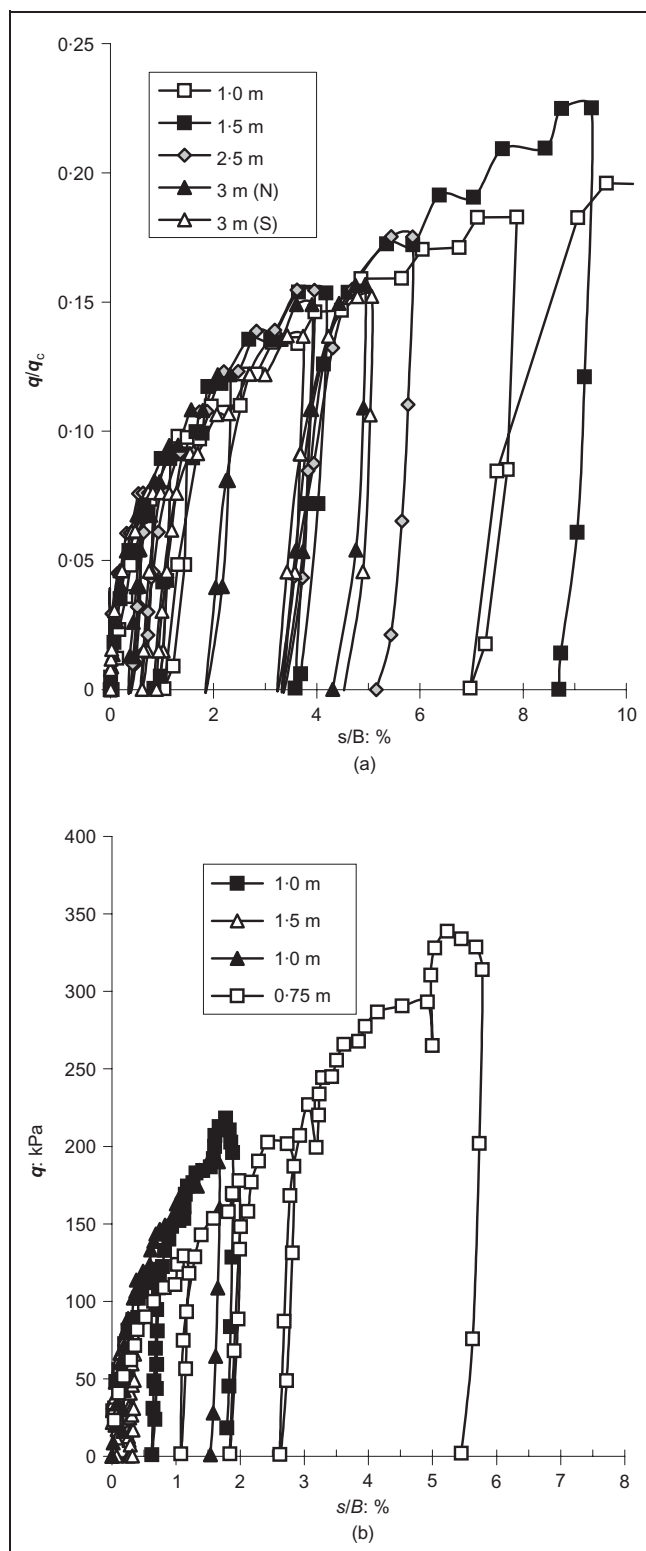 0·25
0·20
0·15
0·10
0·05
0
q/qc
1·0 m
1·5 m
2·5 m
3 m (N)
3 m (S)
0 2 4 6 8 10
s/B: %
(a)
400
350
300
250
200
150
100
50
0
q: kPa
1·0 m
1·5 m
1·0 m
0·75 m
0 1 2 3 4 5 6 7 8
s/B: %
(b)